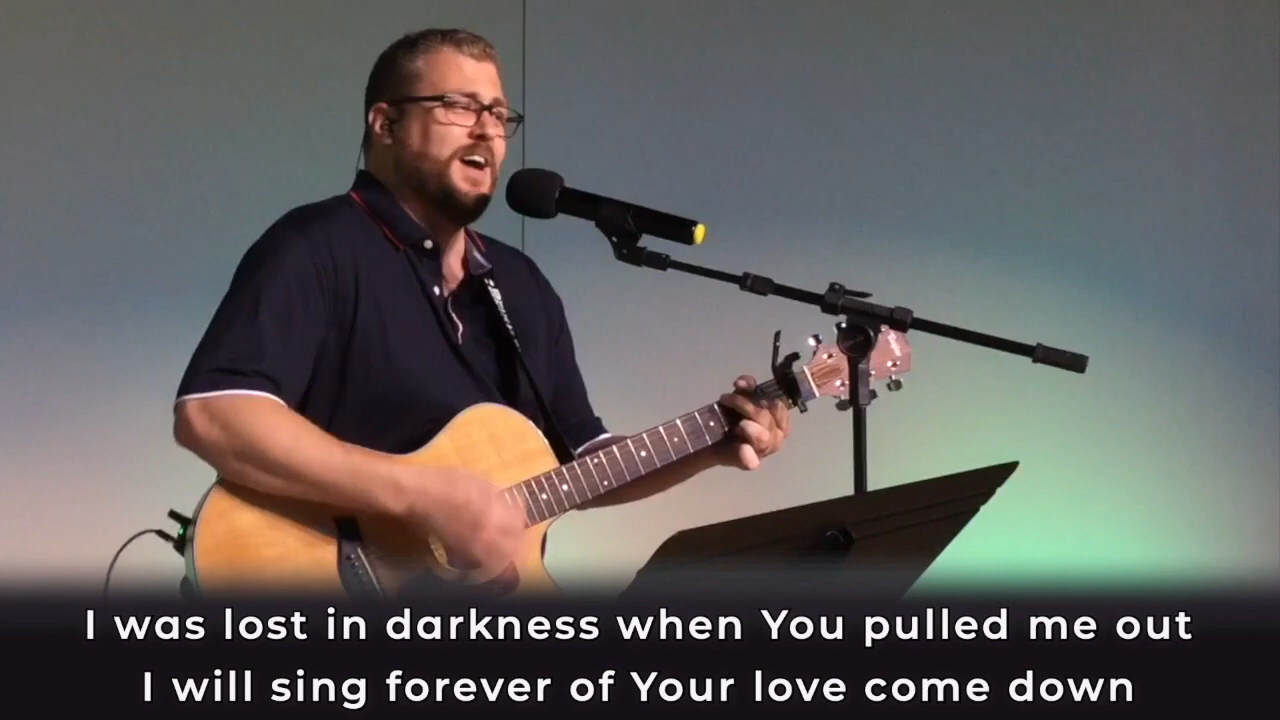 I was lost in darkness when You pulled me out
I will sing forever of Your love come down